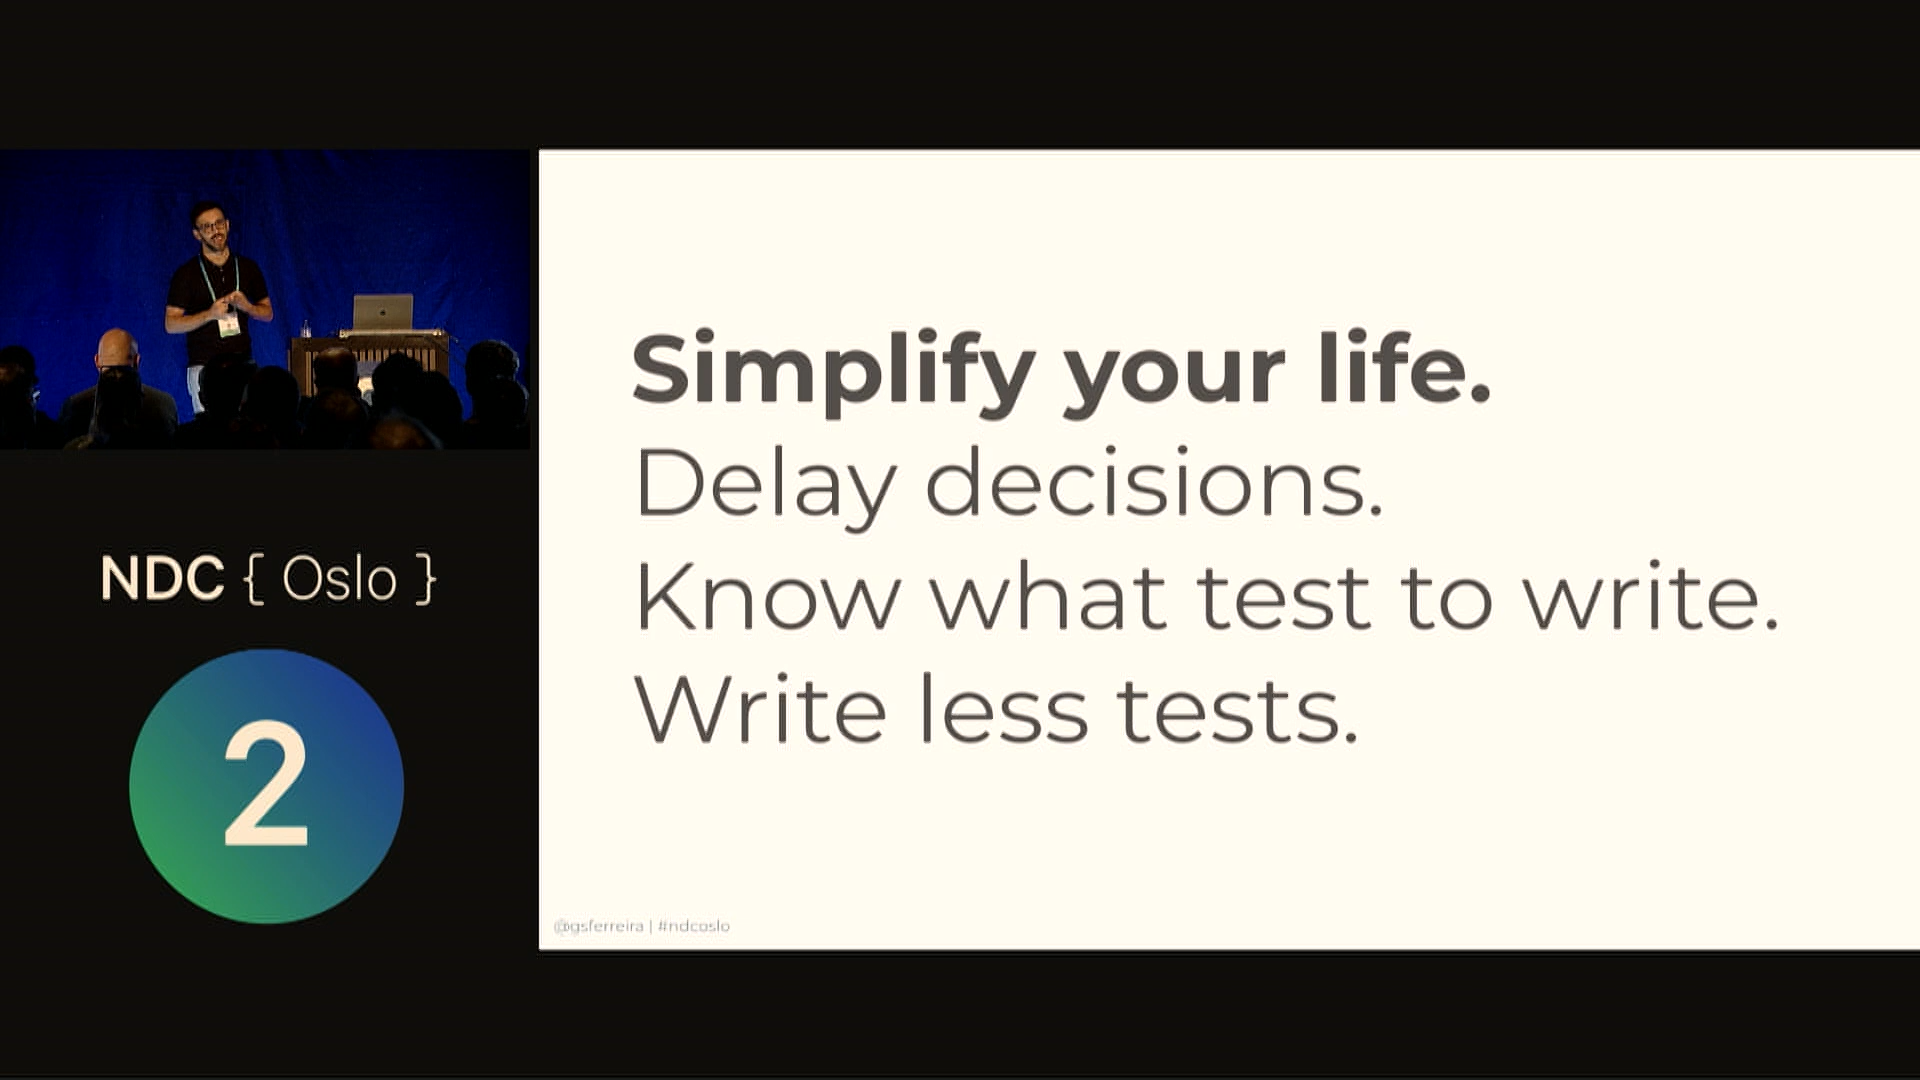 NDC { Oslo }
2
Simplify your life.
Delay decisions.
Know what test to write.
Write less tests.
@gsferreira | #ndcoslo